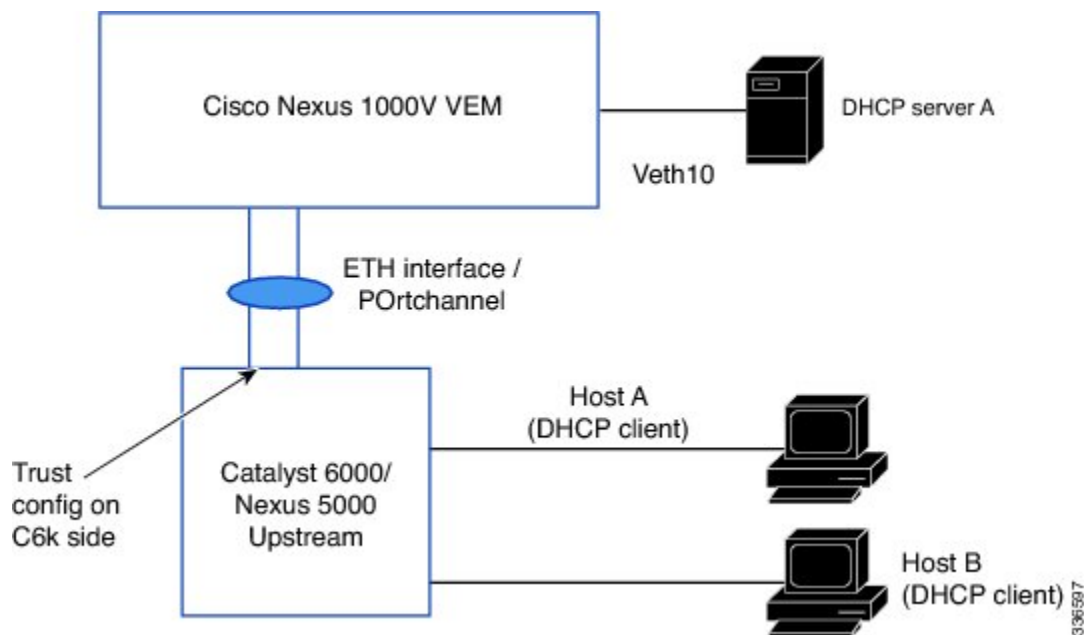 Cisco Nexus 1000V VEM
DHCP server A
Veth10
ETH interface /
POrtchannel
Host A
(DHCP client)
Trust
config on
C6k side
Catalyst 6000/
Nexus 5000
Upstream
Host B
(DHCP client)
336597